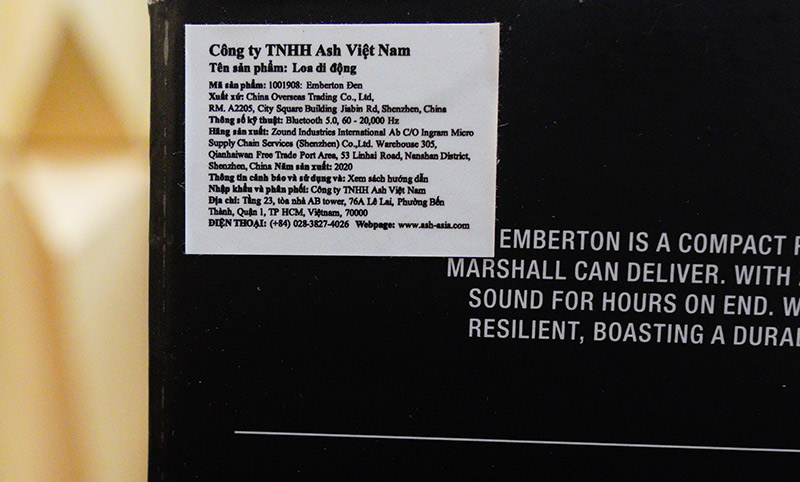 Công ty TNHH Ash Việt Nam
Tên sản phẩm: Loa di động
Mã sản phẩm: 1001908: Emberton Đen
Xuất xứ: China Overseas Trading Co., Ltd,
RM. A2205, City Square Building Jiabin Rd, Shenzhen, China
Thông số kỹ thuật: Bluetooth 5.0, 60 - 20,000 Hz
Hãng sản xuất: Zound Industries International Ab C/O Ingram Micro
Supply Chain Services (Shenzhen) Co.,Ltd. Warehouse 305,
Qianhaiwan Free Trade Port Area, 53 Linhai Road, Nanshan District,
Shenzhen, China Năm sản xuất: 2020
Thông tin cảnh báo và sử dụng và: Xem sách hướng dẫn
Nhập khẩu và phân phối: Công ty TNHH Ash Việt Nam
Địa chỉ: Tầng 23, tòa nhà AB tower, 76A Lê Lai, Phường Bến
Thành, Quận 1, TP HCM, Việtnam, 70000
ĐIỆN THOẠI: (+84) 028-3827-4026 Webpage: www.ash-asia.com
EMBERTON IS A COMPACT
MARSHALL CAN DELIVER. WITH
SOUND FOR HOURS ON END.
RESILIENT, BOASTING A